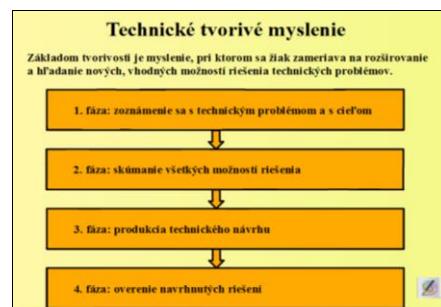 Technické tvorivé myslenie
Základom tvorivosti je myslenie, pri ktorom sa žiak zameriava na rozširovanie
a hľadanie nových, vhodných možností riešenia technických problémov.
1. fáza: zoznámenie sa s technickým problémom a s cieľom
2. fáza: skúmanie všetkých možností riešenia
3. fáza: produkcia technického návrhu
4. fáza: overenie navrhnutých riešení